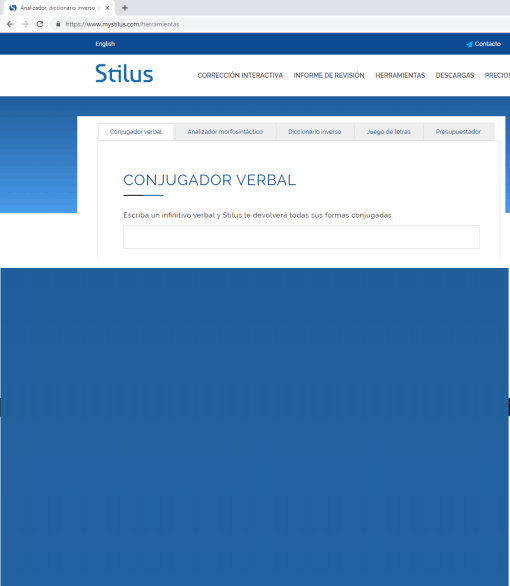 Analizador, diccionario inverso,
https://www.mystilus.com/herramientas
English
Contacto
Stilus
CORRECCIÓN INTERACTIVA INFORME DE REVISIÓN HERRAMIENTAS DESCARGAS PRECIOS
Conjugador verbal Analizador morfosintáctico Diccionario inverso Juego de letras Presupuestador
CONJUGADOR VERBAL
Escriba un infinitivo verbal y Stilus le devolverá todas sus formas conjugadas.